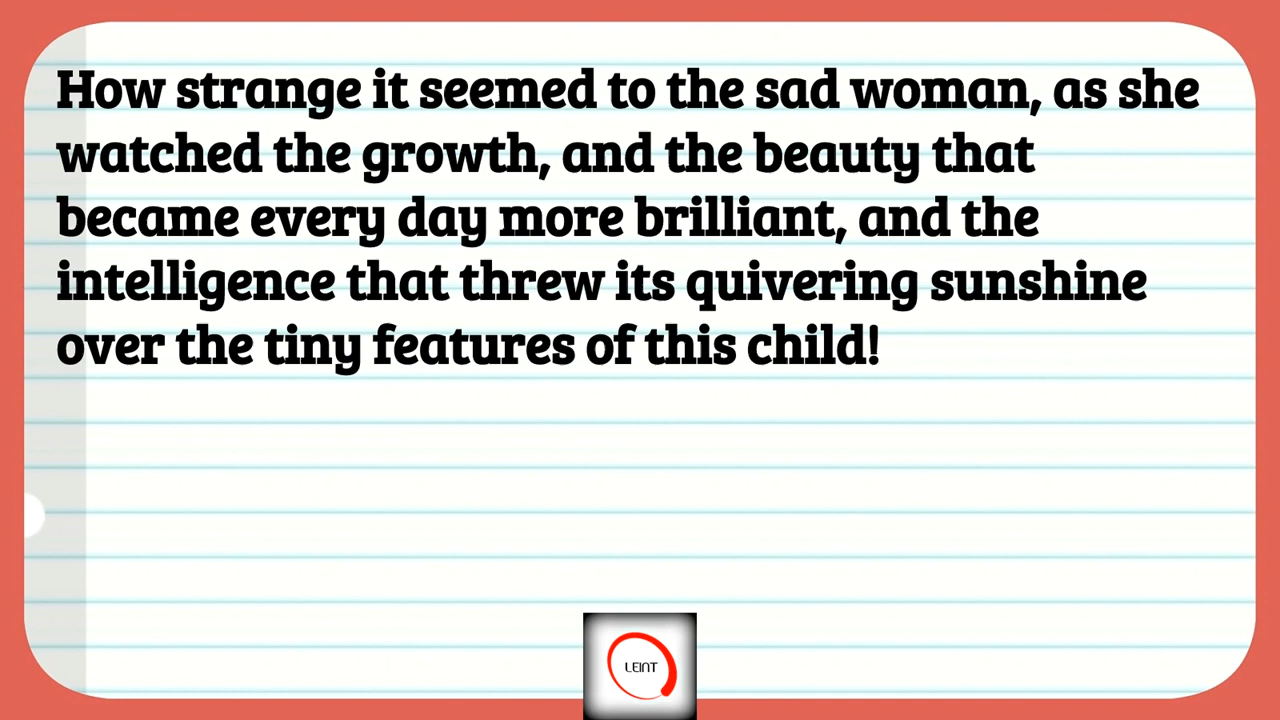 How strange it seemed to the sad woman, as she
watched the growth, and the beauty that
became every day more brilliant, and the
intelligence that threw its quivering sunshine
over the tiny features of this child!
LEINT